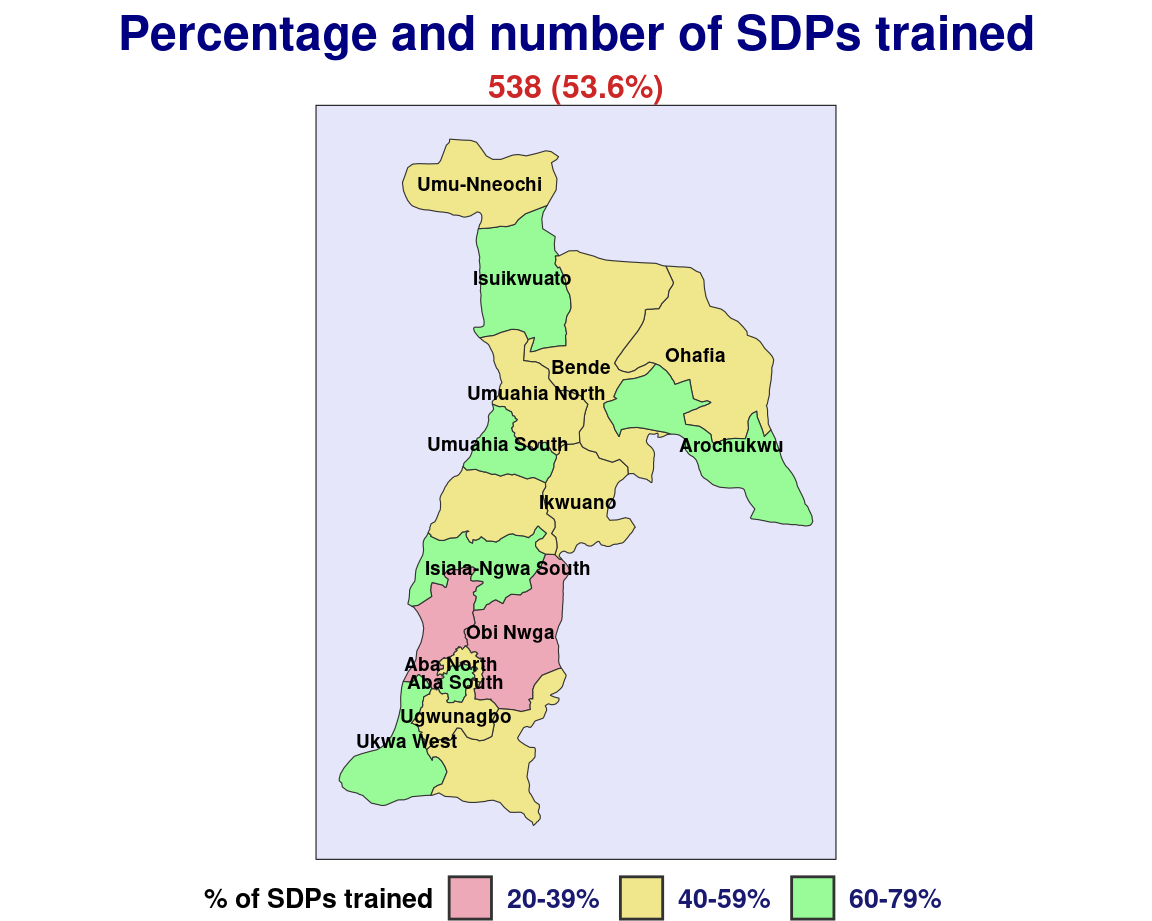 Percentage and number of SDPs trained
538 (53.6%)
Umu-Nneochi
Isuikwuato
Ohafia
Bende
Umuahia North
Umuahia South
Arochukwu
Ikwuano
Isiala-Ngwa South
Obi Nwga
Aba North
Aba South
Ugwunagbo
Ukwa West
% of SDPs trained 20-39% 40-59% 60-79%